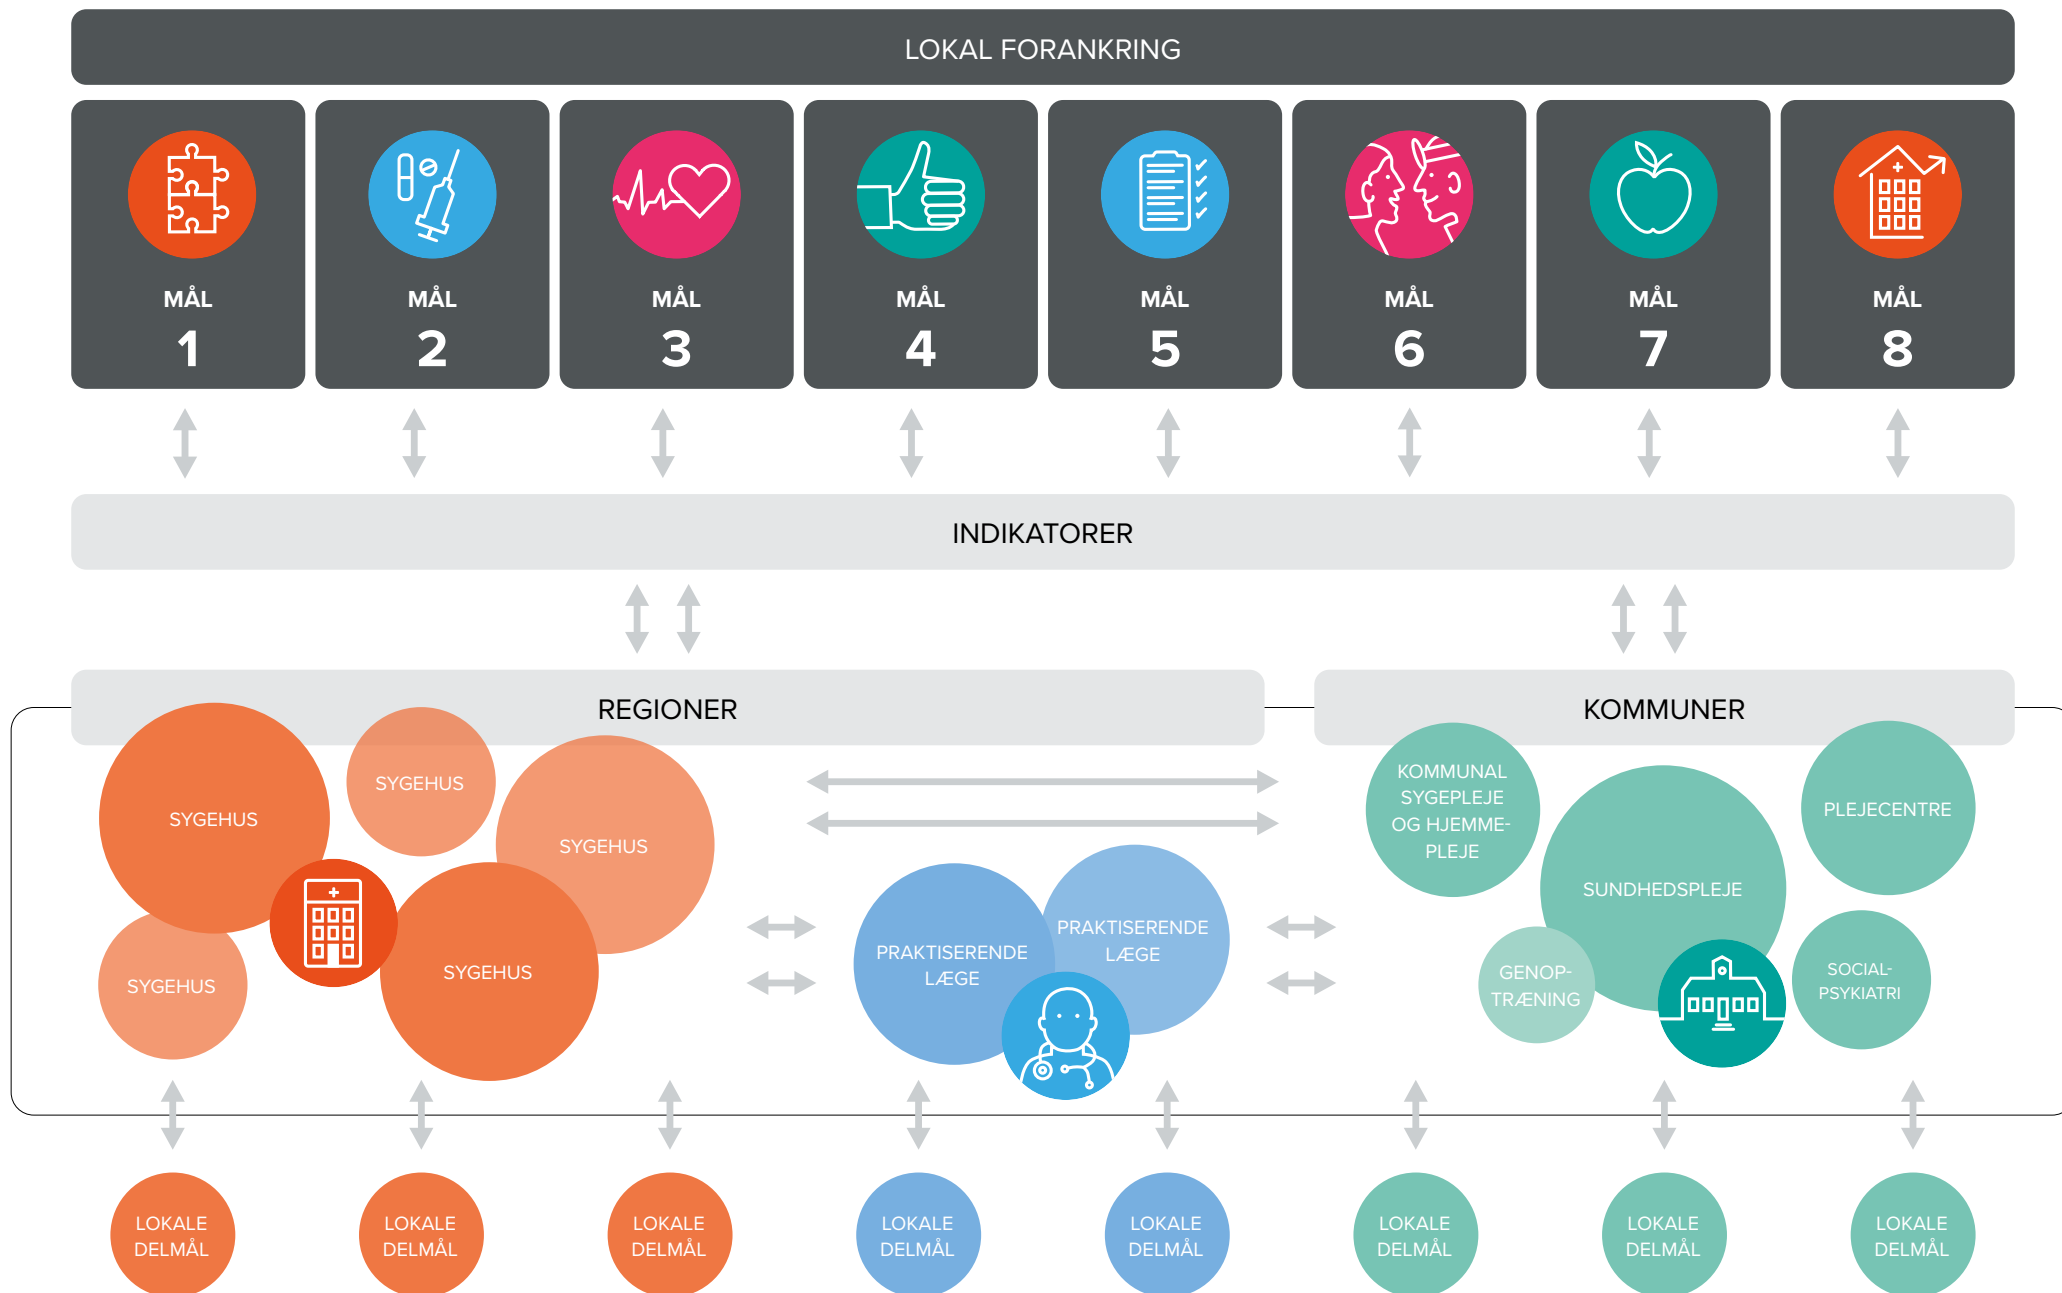 LOKAL FORANKRING
MÅL
1
MÅL
2
MÅL
3
MÅL
4
MÅL
5
MÅL
6
MÅL
7
MÅL
8
INDIKATORER
REGIONER
KOMMUNER
SYGEHUS
SYGEHUS
SYGEHUS
SYGEHUS
SYGEHUS
PRAKTISERENDE
LÆGE
PRAKTISERENDE
LÆGE
KOMMUNAL
SYGEPLEJE
OG HJEMME-
PLEJE
SUNDHEDSPLEJE
PLEJECENTRE
GENOP-
TRÆNING
SOCIAL-
PSYKIATRI
LOKALE
DELMÅL
LOKALE
DELMÅL
LOKALE
DELMÅL
LOKALE
DELMÅL
LOKALE
DELMÅL
LOKALE
DELMÅL
LOKALE
DELMÅL
LOKALE
DELMÅL